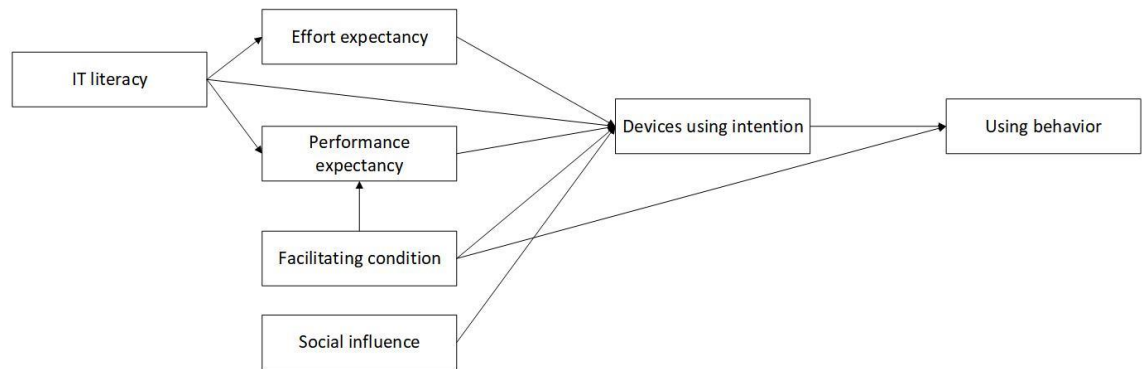 Effort expectancy
IT literacy
Performance
expectancy
Devices using intention
Using behavior
Facilitating condition
Social influence